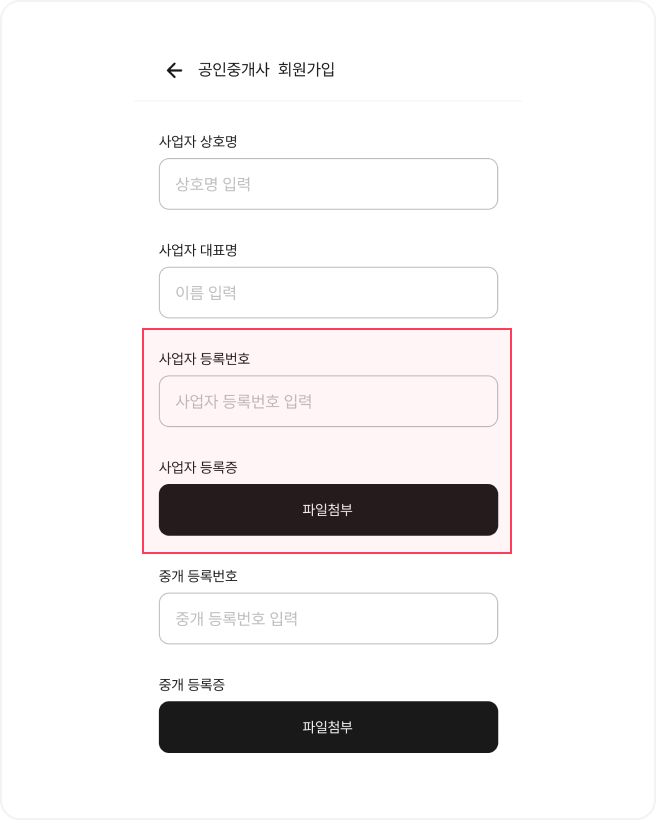 공인중개사 회원가입
사업자 상호명
상호명 입력
사업자 대표명
이름 입력
사업자 등록번호
사업자 등록번호 입력
사업자 등록증
파일첨부
중개 등록번호
중개 등록번호 입력
중개 등록증
파일첨부